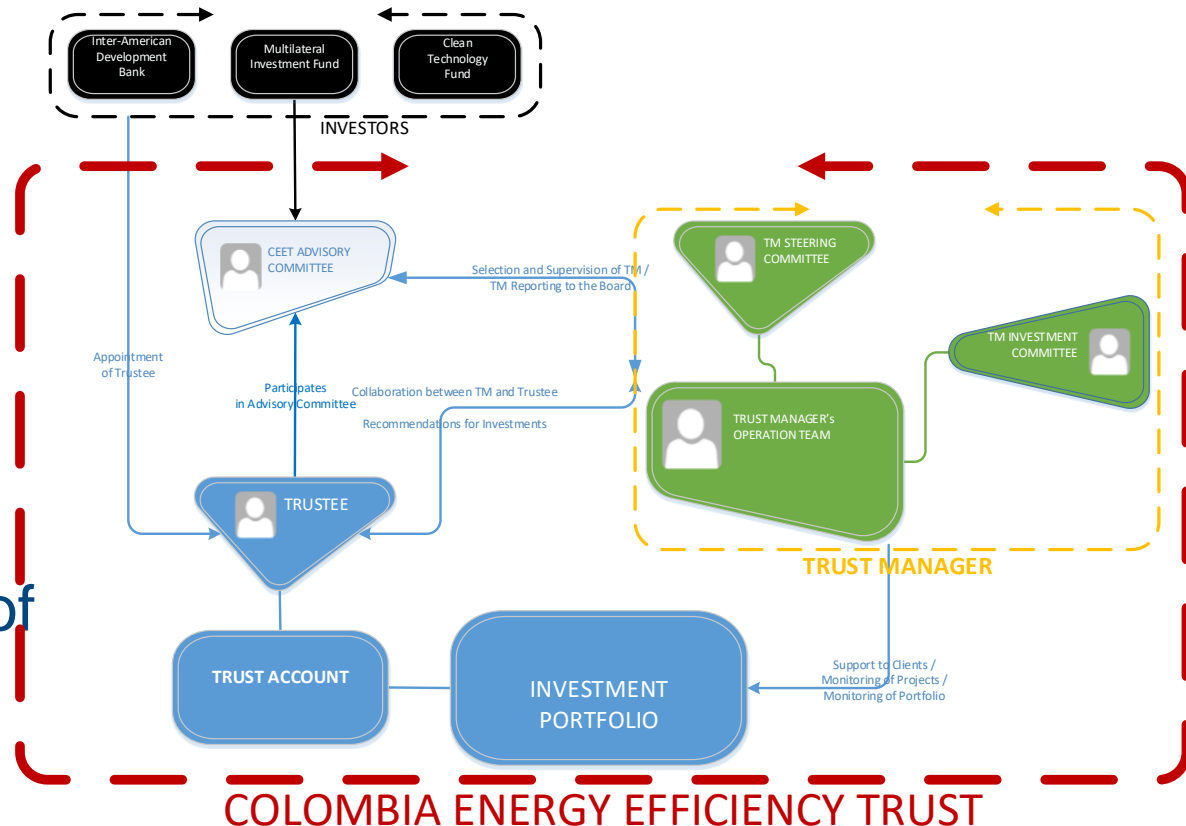 Inter-American
Development
Bank
Multilateral
Investment Fund
Clean
Technology
Fund
INVESTORS
CEET ADVISORY
COMMITTEE
Selection and Supervision of TM /
TM Reporting to the Board
TM STEERING
COMMITTEE
TM INVESTMENT
COMMITTEE
Appointment
of Trustee
Participates
in Advisory Committee
Collaboration between TM and Trustee
Recommendations for Investments
TRUST MANAGER's
OPERATION TEAM
TRUSTEE
TRUST MANAGER
of
TRUST ACCOUNT
INVESTMENT
PORTFOLIO
Support to Clients /
Monitoring of Projects /
Monitoring of Portfolio
COLOMBIA ENERGY EFFICIENCY TRUST